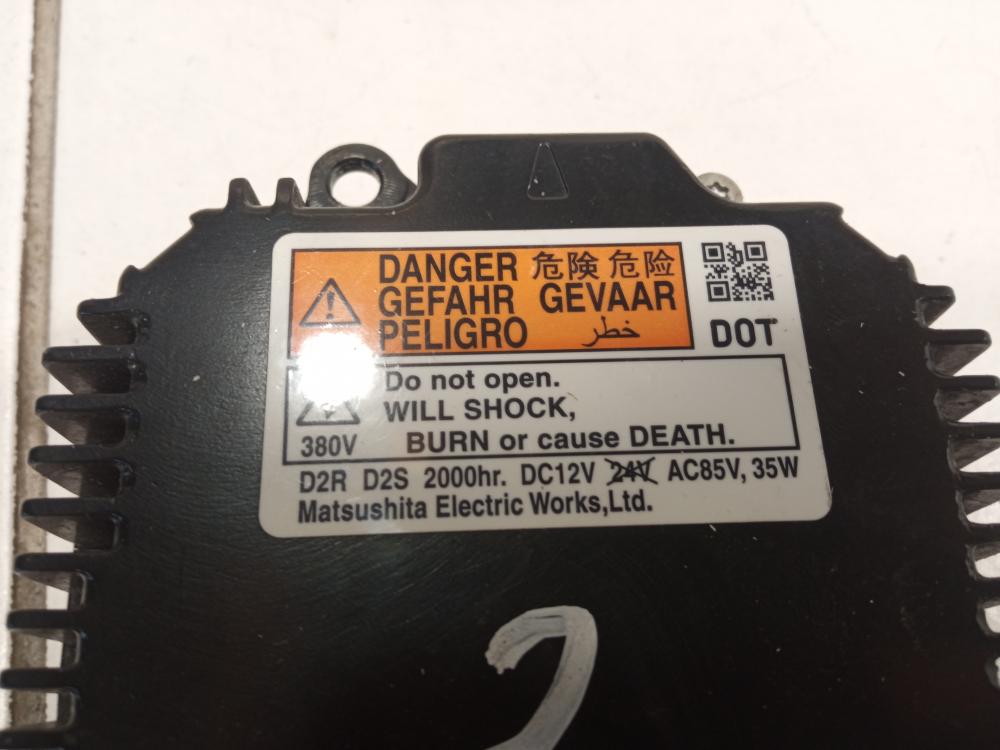 DANGER 危険 危险
GEFAHR GEVAAR
PELIGRO خطر
DOT
Do not open.
WILL SHOCK,
380V BURN or cause DEATH.
D2R D2S 2000hr. DC12V 24V AC85V, 35W
Matsushita Electric Works,Ltd.
2